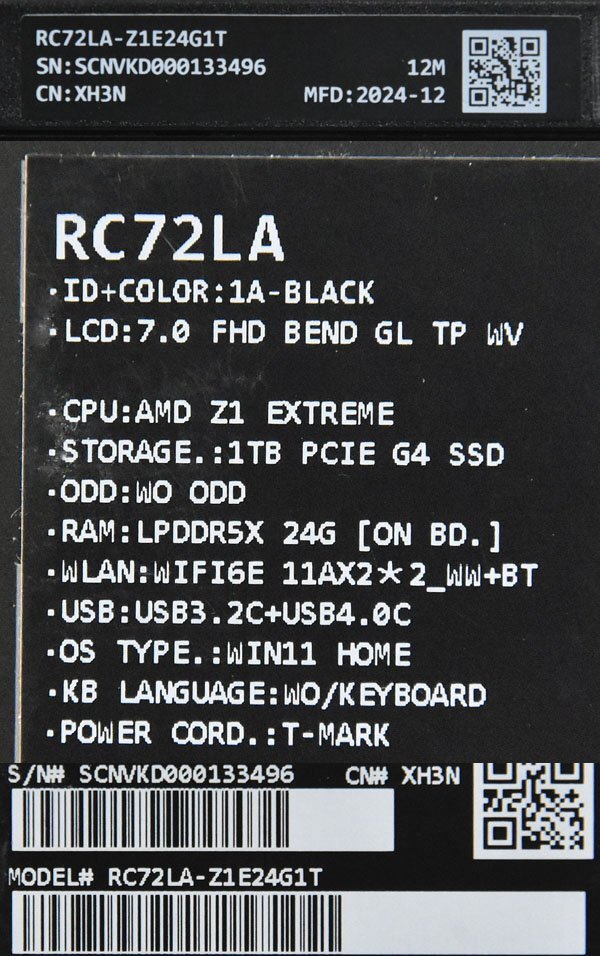 RC72LA-Z1E24G1T
SN:SCNVKD000133496 12M
CN:XH3N MFD:2024-12
RC72LA
·ID+COLOR:1A-BLACK
·LCD:7.0 FHD BEND GL TP WV
·CPU:AMD Z1 EXTREME
·STORAGE.:1TB PCIE G4 SSD
·ODD:WO ODD
·RAM:LPDDR5X 24G [ON BD.]
·WLAN:WIFI6E 11AX2*2_WW+BT
·USB:USB3.2C+USB4.0C
·OS TYPE.:WIN11 HOME
·KB LANGUAGE:WO/KEYBOARD
·POWER CORD.:T-MARK
S/N# SCNVKD000133496 CN# XH3N
MODEL# RC72LA-Z1E24G1T